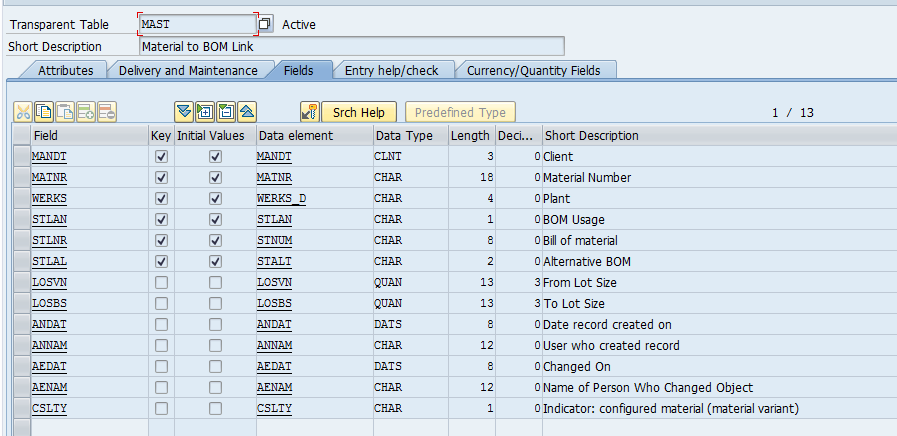 Transparent Table MAST Active
Short Description Material to BOM Link
Attributes Delivery and Maintenance Fields Entry help/check Currency/Quantity Fields
Srch Help Predefined Type 1 / 13
Field Key Initial Values Data element Data Type Length Deci... Short Description
MANDT MANDT CLNT 3 0 Client
MATNR MATNR CHAR 18 0 Material Number
WERKS WERKS_D CHAR 4 0 Plant
STLAN STLAN CHAR 1 0 BOM Usage
STLNR STNUM CHAR 8 0 Bill of material
STLAL STALT CHAR 2 0 Alternative BOM
LOSVN LOSVN QUAN 13 3 From Lot Size
LOSBS LOSBS QUAN 13 3 To Lot Size
ANDAT ANDAT DATS 8 0 Date record created on
ANNAM ANNAM CHAR 12 0 User who created record
AEDAT AEDAT DATS 8 0 Changed On
AENAM AENAM CHAR 12 0 Name of Person Who Changed Object
CSLTY CSLTY CHAR 1 0 Indicator: configured material (material variant)